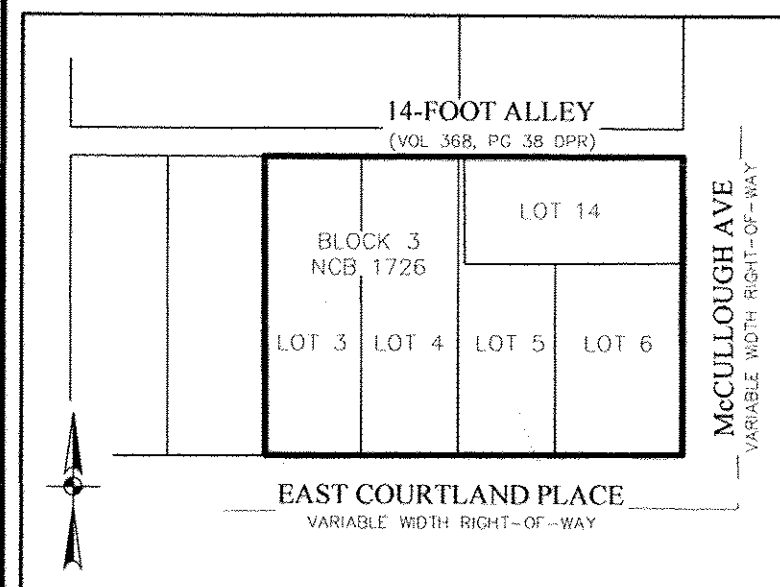 14-FOOT ALLEY
(VOL 368, PG 38 DPR)
LOT 14
BLOCK 3
NCB 1726
LOT 3
LOT 4
LOT 5
LOT 6
McCULLOUGH AVE
VARIABLE WIDTH RIGHT-OF-WAY
EAST COURTLAND PLACE
VARIABLE WIDTH RIGHT-OF-WAY